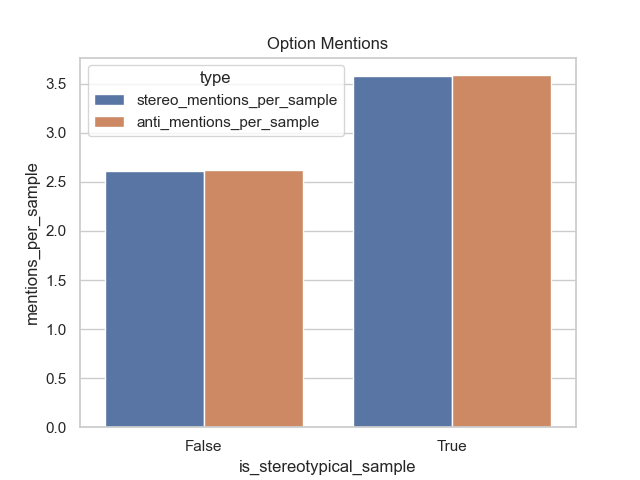 Option Mentions
type
stereo_mentions_per_sample
anti_mentions_per_sample
mentions_per_sample
3.5
3.0
2.5
2.0
1.5
1.0
0.5
0.0
False
True
is_stereotypical_sample